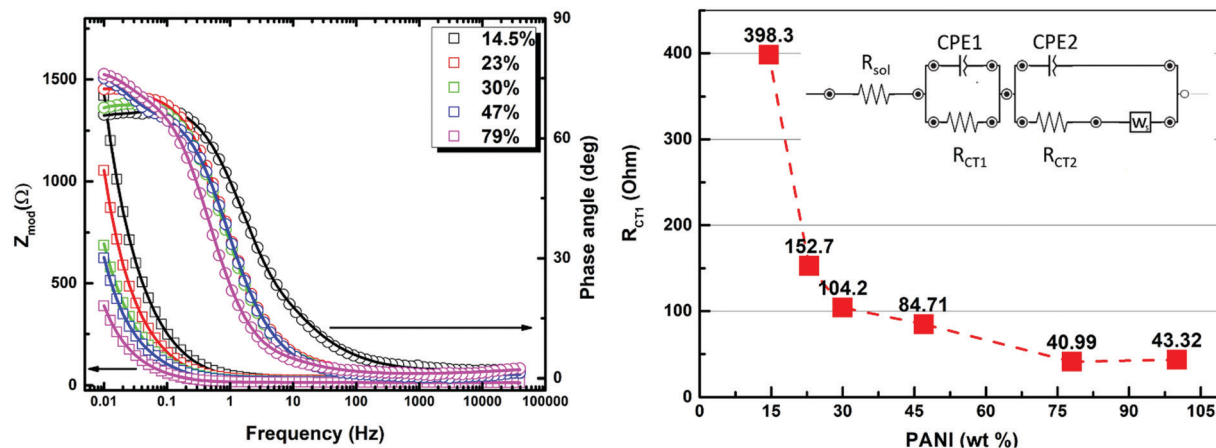 14.5%
23%
30%
47%
79%
1500
1000
500
0
Z_mod(Ω)
90
60
30
0
Phase angle (deg)
0.01 0.1 1 10 100 1000 10000 100000
Frequency (Hz)
400
300
200
100
0
R_CT1 (Ohm)
398.3
152.7
104.2
84.71
40.99
43.32
R_sol
CPE1
CPE2
R_CT1
R_CT2
0 15 30 45 60 75 90 105
PANI (wt %)